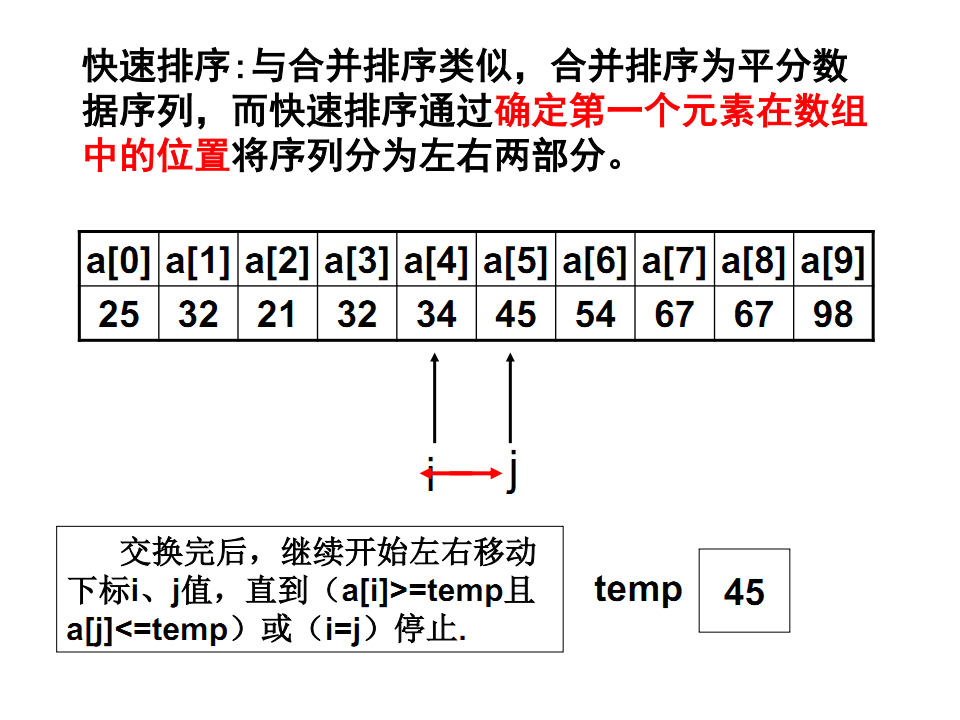 快速排序:与合并排序类似，合并排序为平分数
据序列，而快速排序通过确定第一个元素在数组
中的位置将序列分为左右两部分。
a[0] a[1] a[2] a[3] a[4] a[5] a[6] a[7] a[8] a[9]
25 32 21 32 34 45 54 67 67 98
i j
交换完后，继续开始左右移动
下标i、j值，直到（a[i]>=temp且
a[j]<=temp）或（i=j）停止.
temp 45